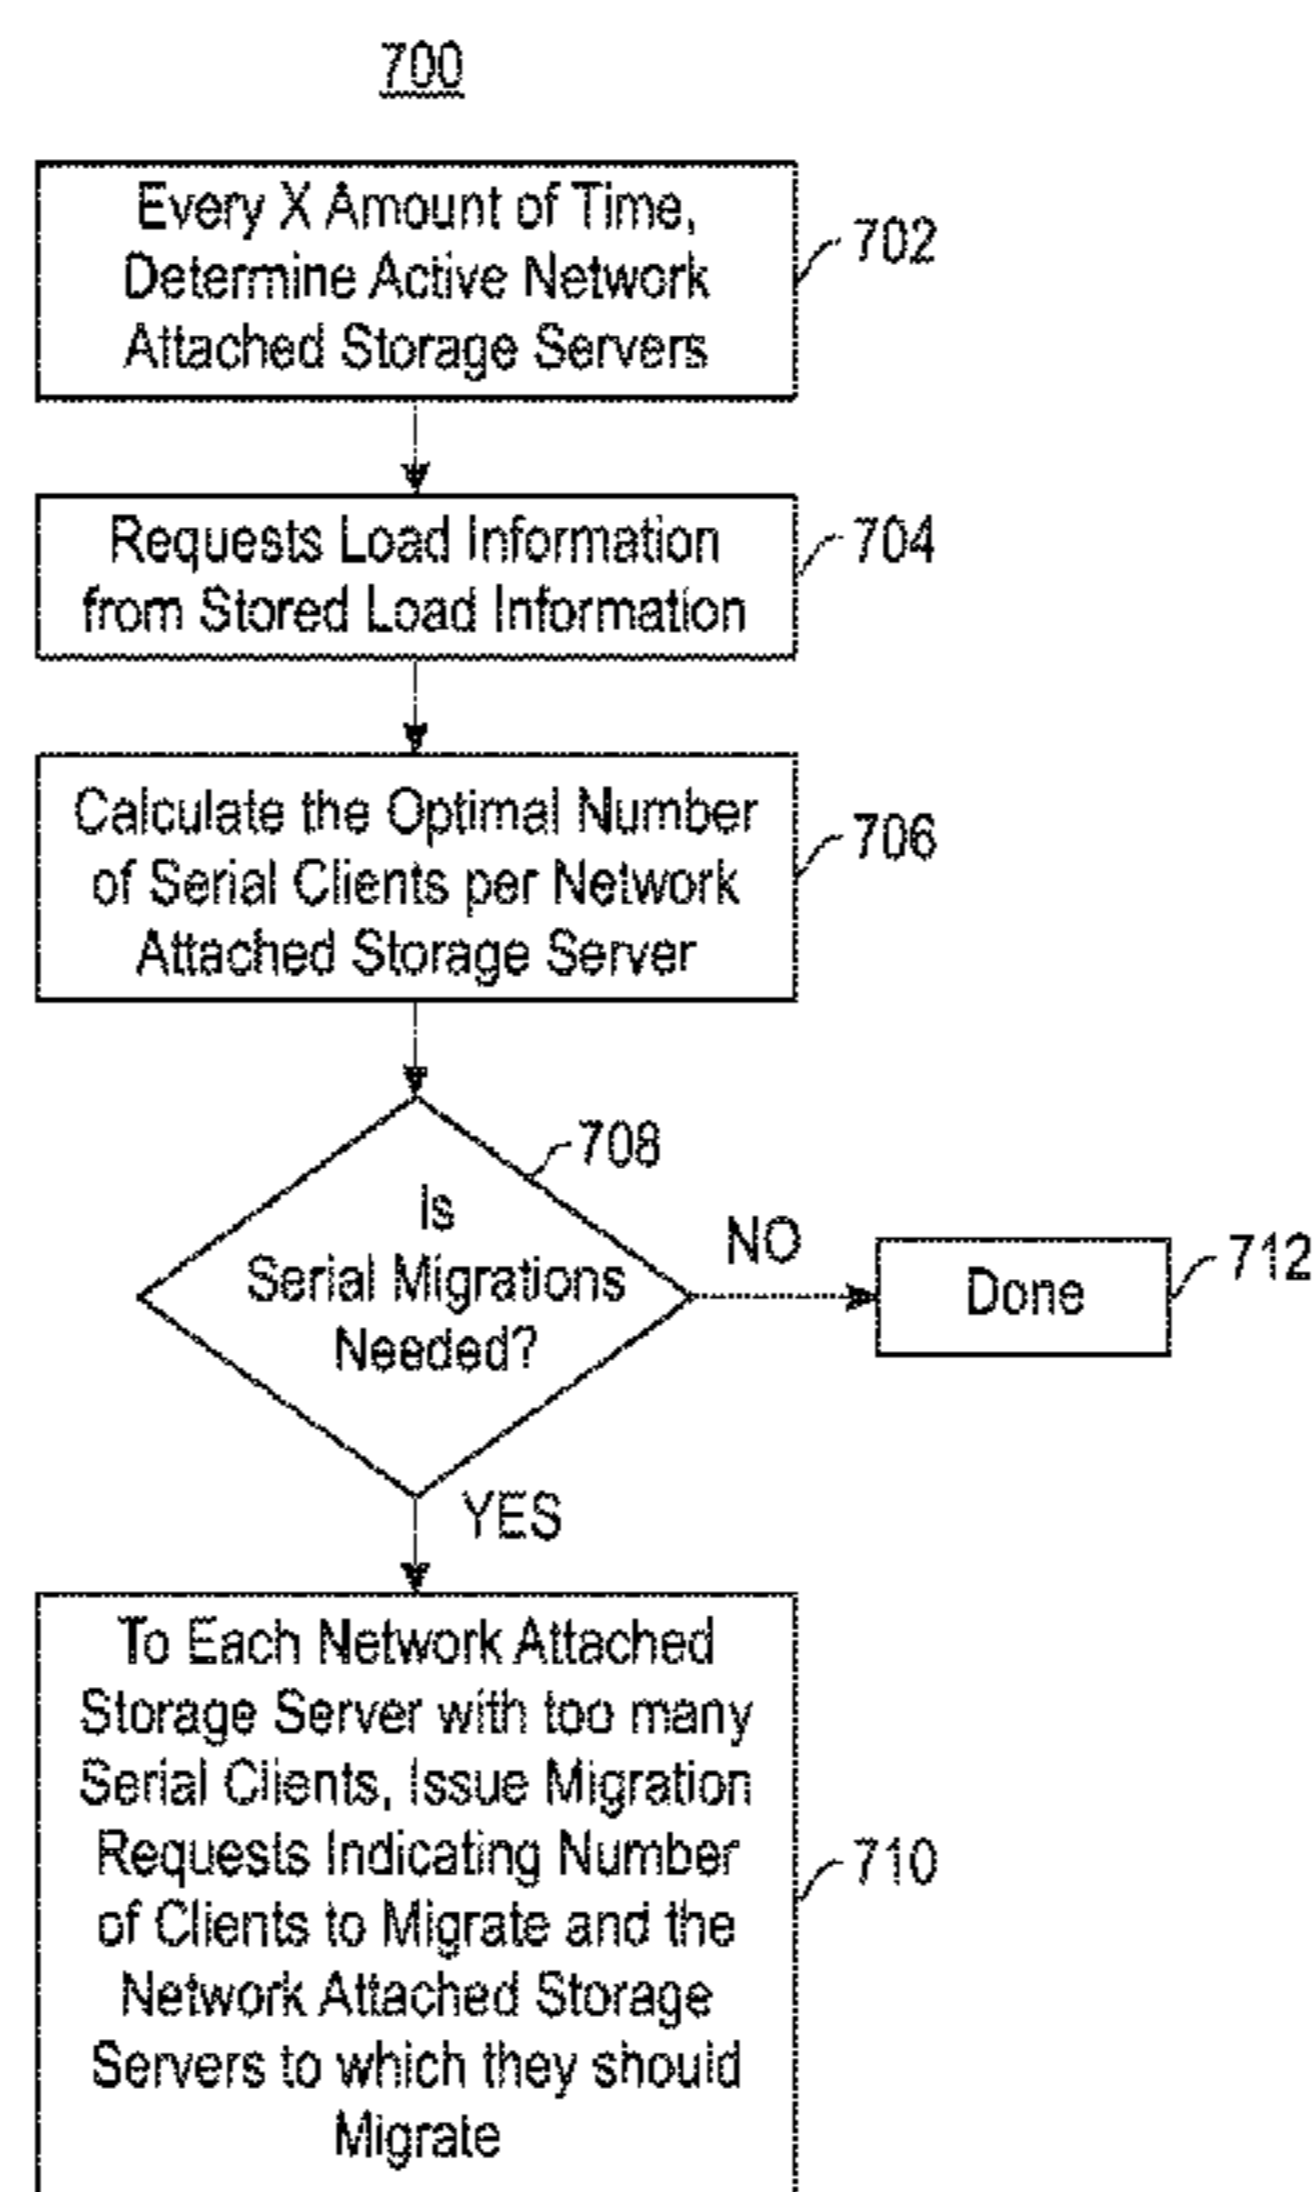 700
Every X Amount of Time,
Determine Active Network
Attached Storage Servers
702
Requests Load Information
from Stored Load Information
704
Calculate the Optimal Number
of Serial Clients per Network
Attached Storage Server
706
708
Is
Serial Migrations
Needed?
NO
Done
712
YES
To Each Network Attached
Storage Server with too many
Serial Clients, Issue Migration
Requests Indicating Number
of Clients to Migrate and the
Network Attached Storage
Servers to which they should
Migrate
710